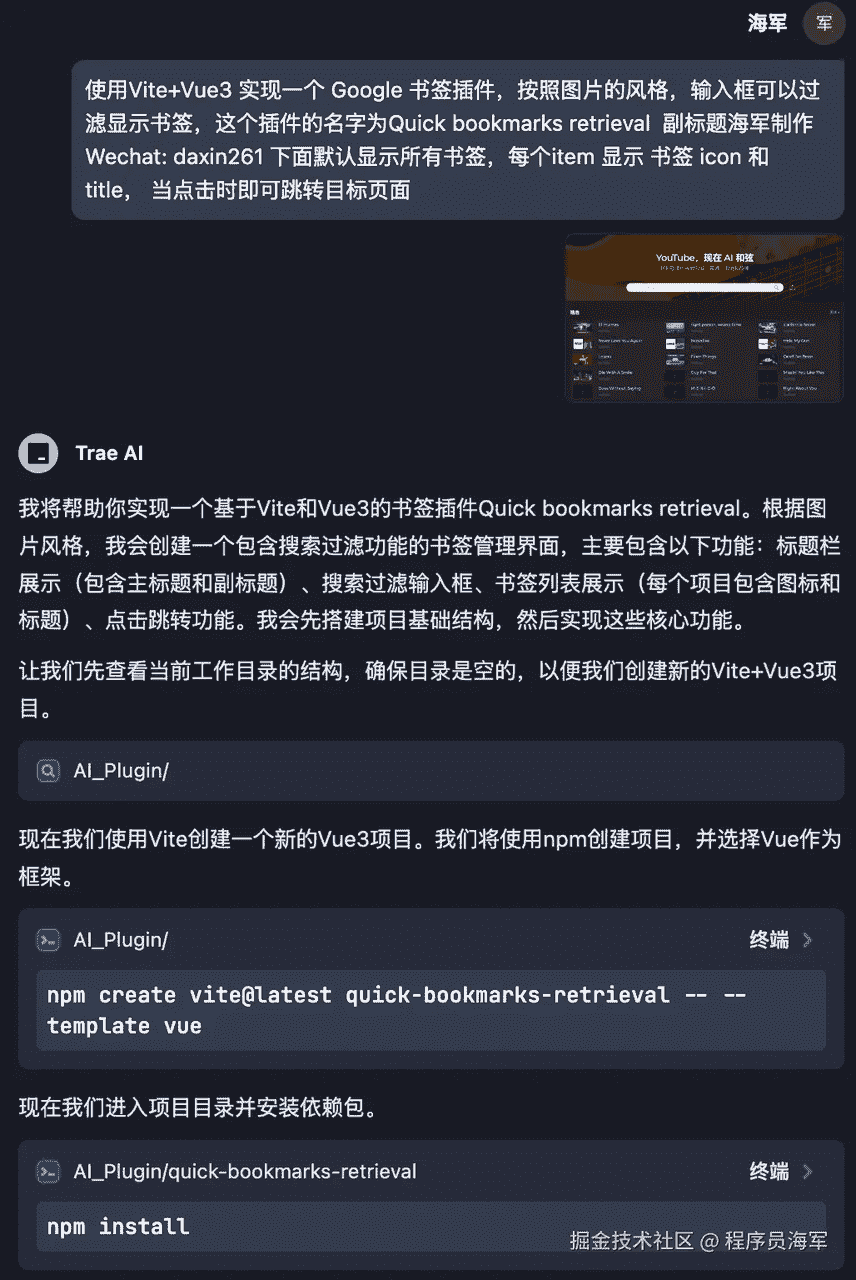 海军
军
使用Vite+Vue3 实现一个 Google 书签插件，按照图片的风格，输入框可以过
滤显示书签，这个插件的名字为Quick bookmarks retrieval 副标题海军制作
Wechat: daxin261 下面默认显示所有书签，每个item 显示 书签 icon 和
title， 当点击时即可跳转目标页面
YouTube，现在 AI 和弦
Trae AI
我将帮助你实现一个基于Vite和Vue3的书签插件Quick bookmarks retrieval。根据图
片风格，我会创建一个包含搜索过滤功能的书签管理界面，主要包含以下功能：标题栏
展示（包含主标题和副标题）、搜索过滤输入框、书签列表展示（每个项目包含图标和
标题）、点击跳转功能。我会先搭建项目基础结构，然后实现这些核心功能。
让我们先查看当前工作目录的结构，确保目录是空的，以便我们创建新的Vite+Vue3项
目。
AI_Plugin/
现在我们使用Vite创建一个新的Vue3项目。我们将使用npm创建项目，并选择Vue作为
框架。
AI_Plugin/
终端
npm create vite@latest quick-bookmarks-retrieval -- --
template vue
现在我们进入项目目录并安装依赖包。
AI_Plugin/quick-bookmarks-retrieval
终端
npm install
掘金技术社区 @ 程序员海军